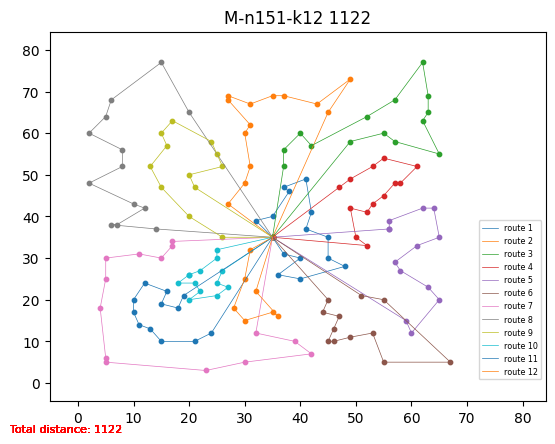 M-n151-k12 1122
80
70
60
50
40
30
20
10
0
0 10 20 30 40 50 60 70 80
route 1
route 2
route 3
route 4
route 5
route 6
route 7
route 8
route 9
route 10
route 11
route 12
Total distance: 1122